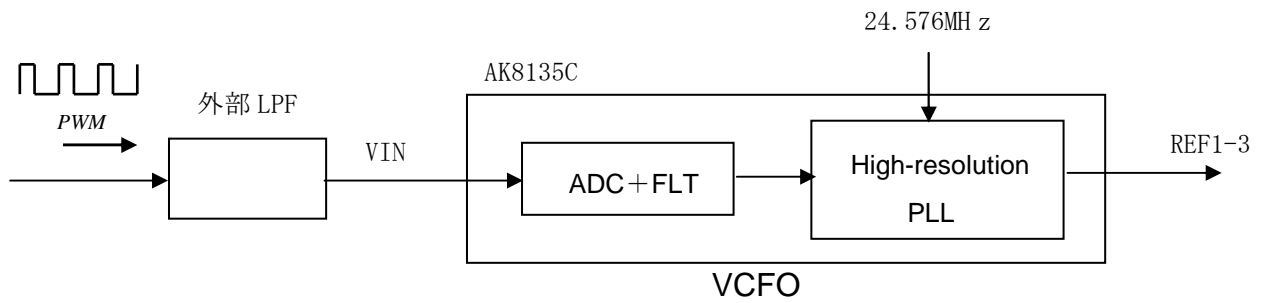 24.576MHz
AK8135C
外部 LPF
PWM
VIN
ADC+FLT
High-resolution
PLL
REF1-3
VCFO